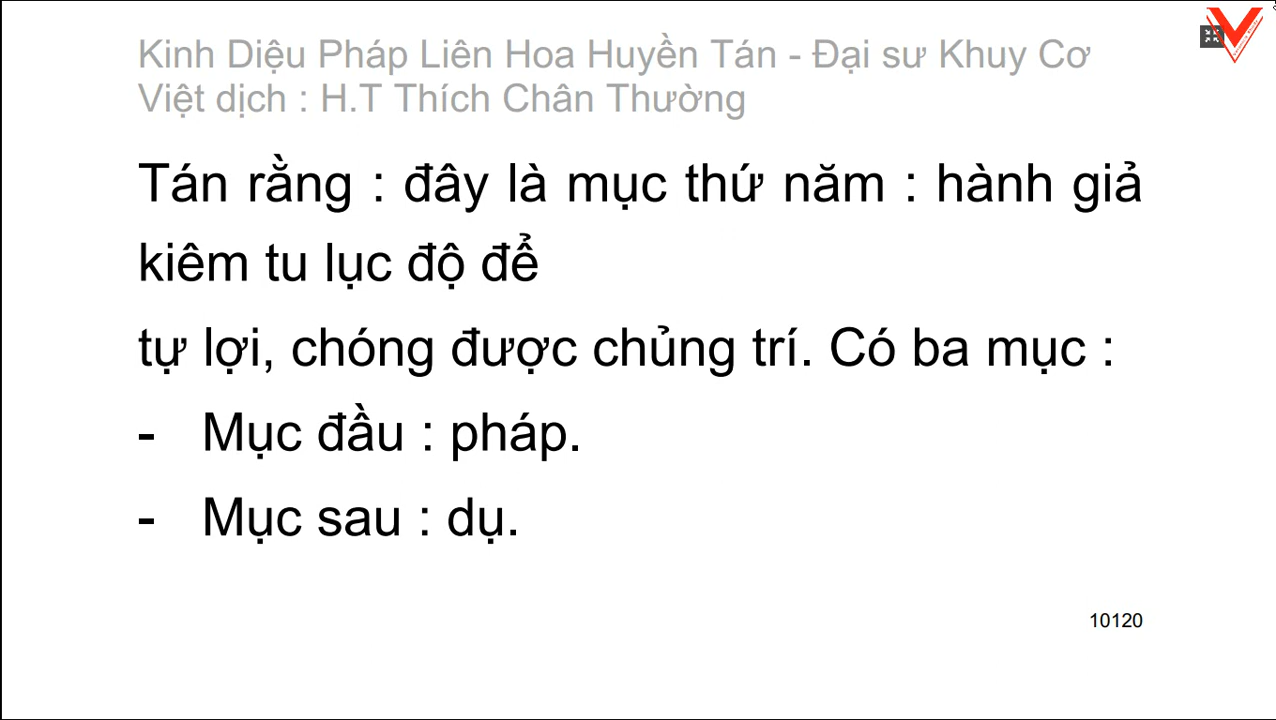 Kinh Diệu Pháp Liên Hoa Huyền Tán - Đại sư Khuy Cơ
Việt dịch : H.T Thích Chân Thường
Tán rằng : đây là mục thứ năm : hành giả
kiêm tu lục độ để
tự lợi, chóng được chủng trí. Có ba mục :
- Mục đầu : pháp.
- Mục sau : dụ.
10120